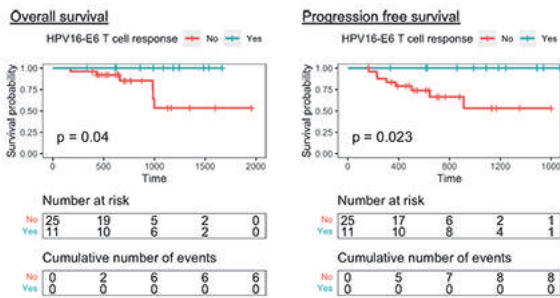 Overall survival
HPV16-E6 T cell response No Yes
Survival probability
1.00
0.75
0.50
0.25
0.00
p = 0.04
0 500 1000 1500 2000
Time
Number at risk
No 25 19 5 2 0
Yes 11 10 6 2 0
Cumulative number of events
No 0 2 6 6 6
Yes 0 0 0 0 0
Progression free survival
HPV16-E6 T cell response No Yes
Survival probability
1.00
0.75
0.50
0.25
0.00
p = 0.023
0 400 800 1200 1600
Time
Number at risk
No 25 17 6 2 1
Yes 11 10 8 4 1
Cumulative number of events
No 0 5 7 8 8
Yes 0 0 0 0 0